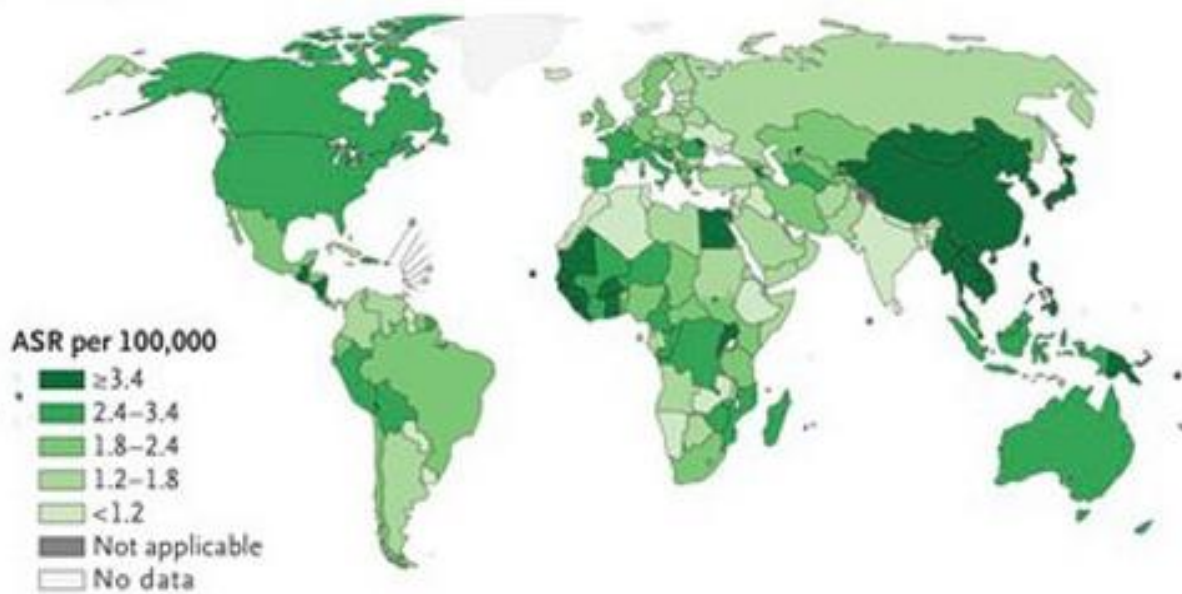 ASR per 100,000
≥3.4
2.4–3.4
1.8–2.4
1.2–1.8
<1.2
Not applicable
No data